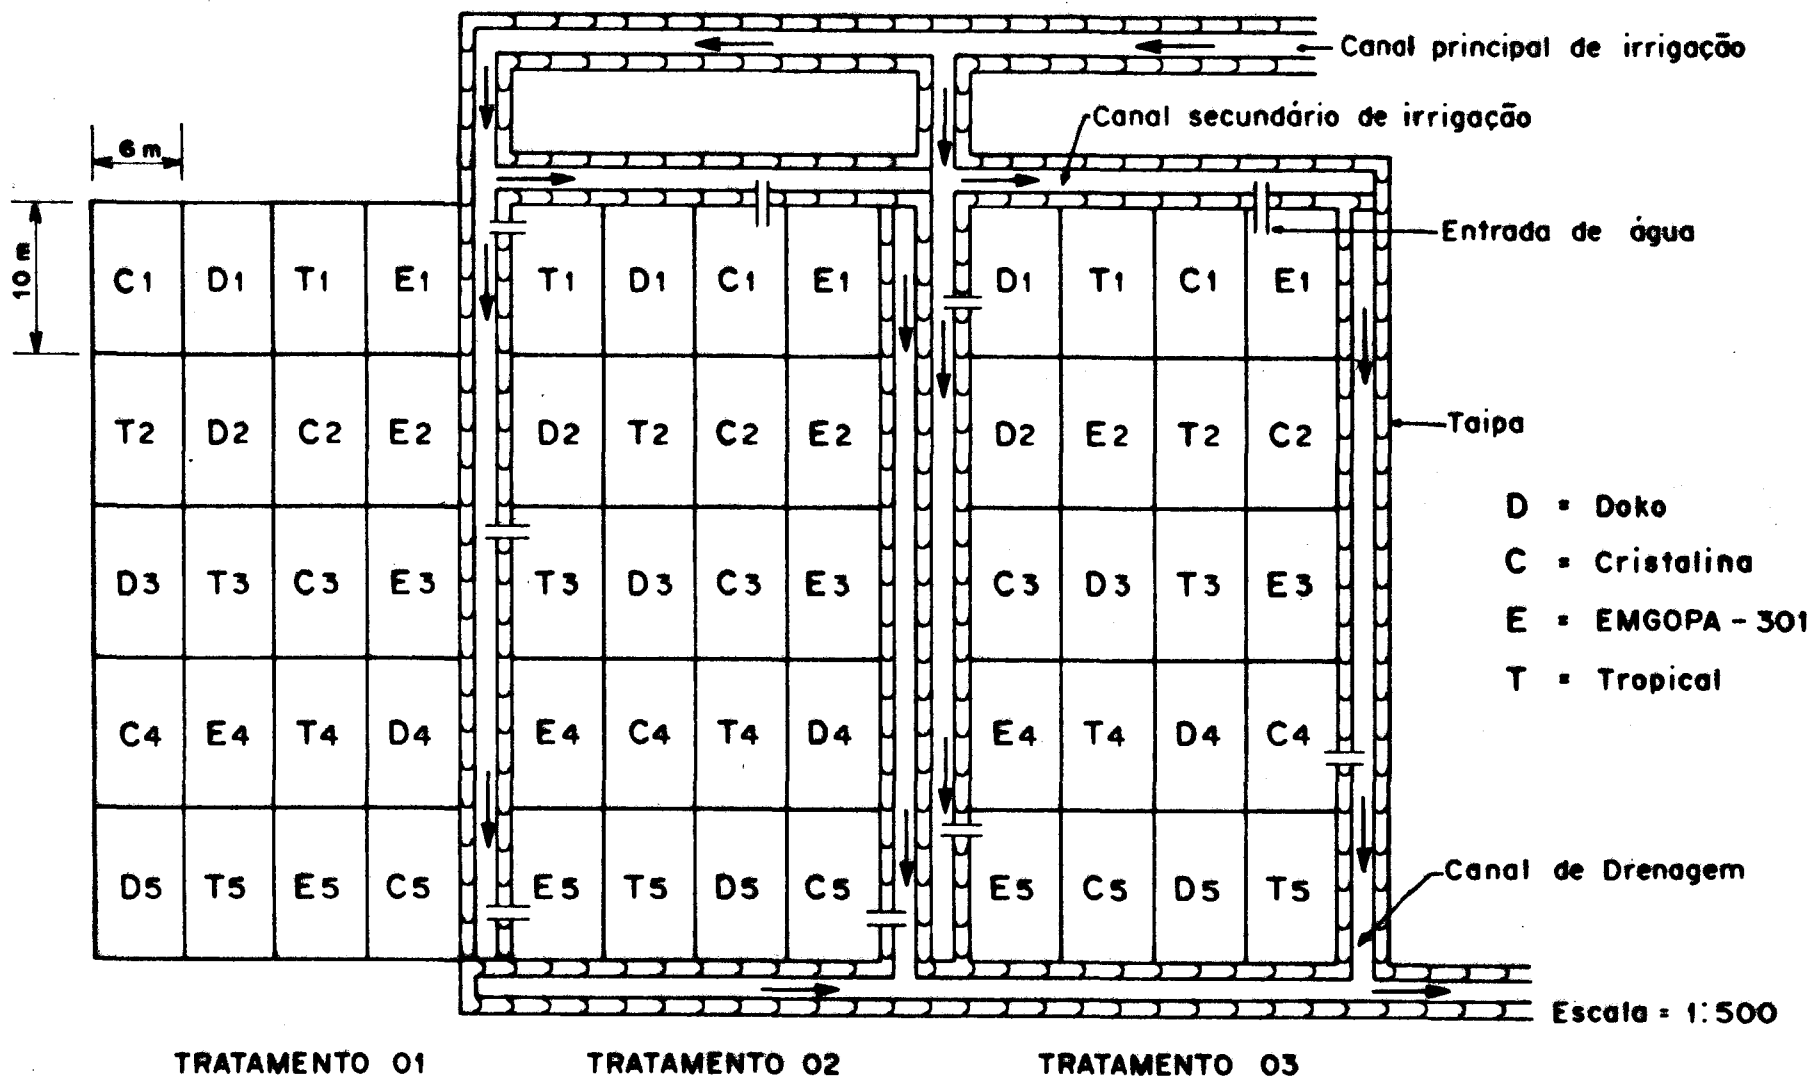 Canal principal de irrigação
Canal secundário de irrigação
6 m
10 m
Entrada de água
C1 D1 T1 E1 T1 D1 C1 E1 D1 T1 C1 E1
T2 D2 C2 E2 D2 T2 C2 E2 D2 E2 T2 C2
Taipa
D = Doko
C = Cristalina
D3 T3 C3 E3 T3 D3 C3 E3 C3 D3 T3 E3
E = EMGOPA - 301
T = Tropical
C4 E4 T4 D4 E4 C4 T4 D4 E4 T4 D4 C4
Canal de Drenagem
D5 T5 E5 C5 E5 T5 D5 C5 E5 C5 D5 T5
Escala = 1:500
TRATAMENTO 01 TRATAMENTO 02 TRATAMENTO 03